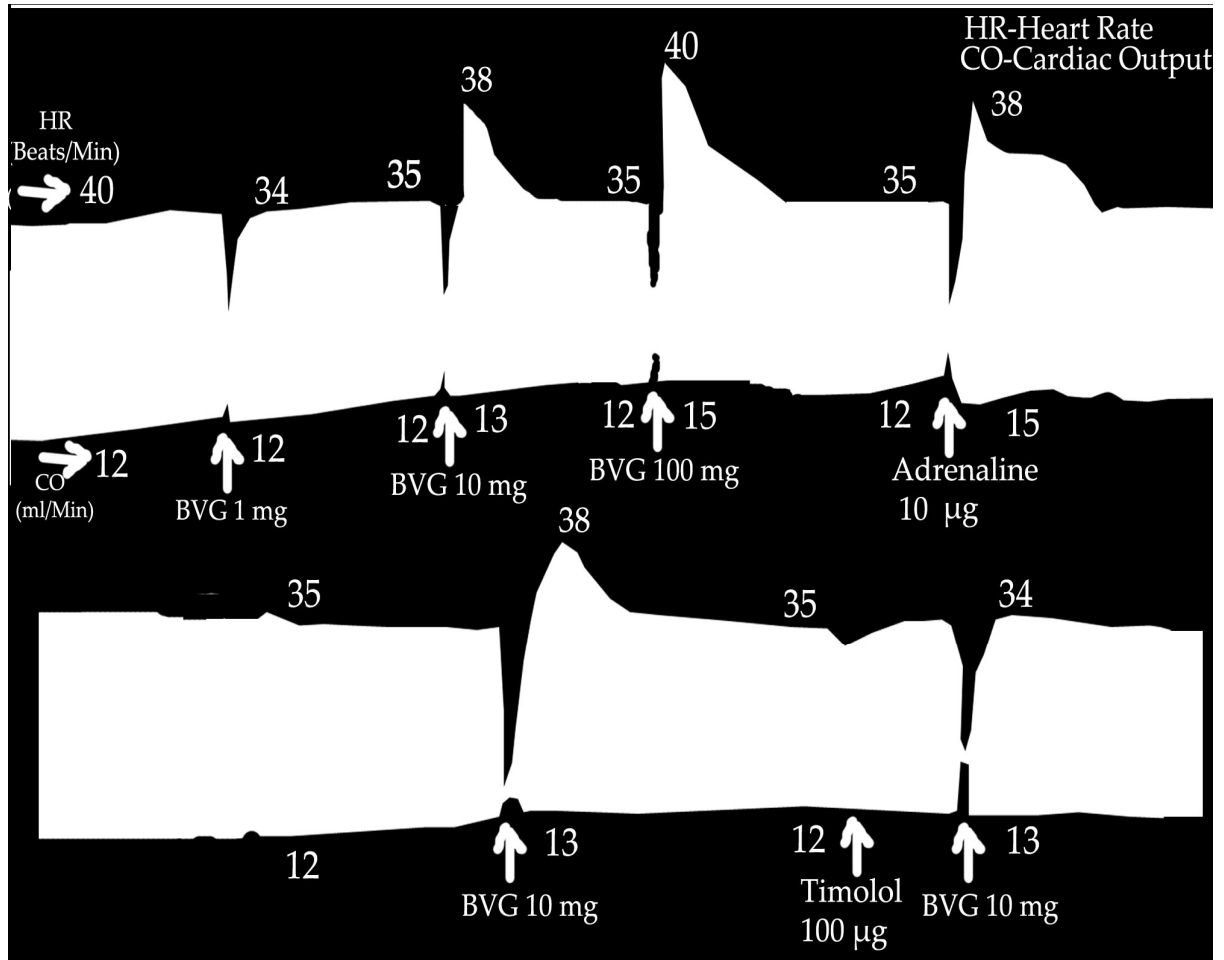 HR-Heart Rate
CO-Cardiac Output
40
38
38
HR
(Beats/Min)
40
34
35
35
35
12
CO
(ml/Min)
12
BVG 1 mg
12
13
BVG 10 mg
12
15
BVG 100 mg
12
15
Adrenaline
10 µg
38
35
35
34
12
13
BVG 10 mg
12
Timolol
100 µg
13
BVG 10 mg